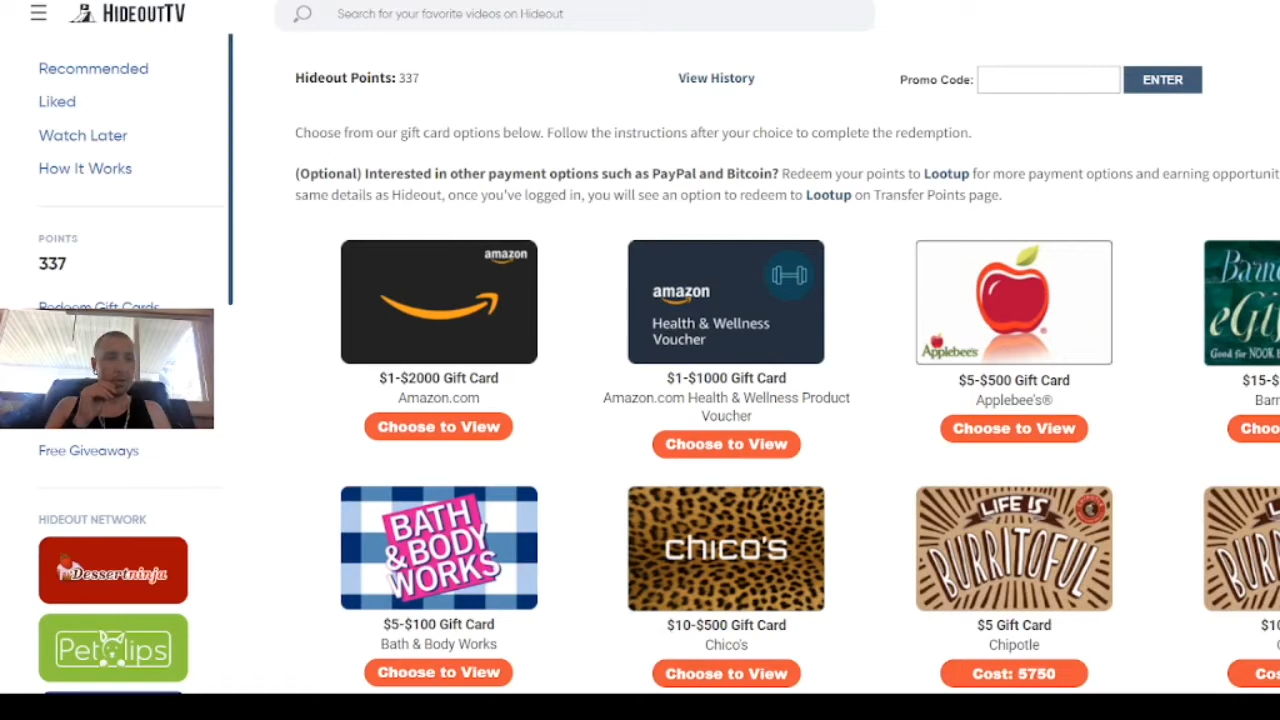 HIDEOUTTV
Search for your favorite videos on Hideout
Recommended
Liked
Watch Later
How It Works
POINTS
337
Redeem Gift Cards
Free Giveaways
HIDEOUT NETWORK
Dessertninja
PetClips
Hideout Points: 337
View History
Promo Code:
ENTER
Choose from our gift card options below. Follow the instructions after your choice to complete the redemption.
(Optional) Interested in other payment options such as PayPal and Bitcoin? Redeem your points to Lootup for more payment options and earning
same details as Hideout, once you've logged in, you will see an option to redeem to Lootup on Transfer Points page.
amazon
$1-$2000 Gift Card
Amazon.com
Choose to View
amazon
Health & Wellness
Voucher
$1-$1000 Gift Card
Amazon.com Health & Wellness Product
Voucher
Choose to View
Applebee's
$5-$500 Gift Card
Applebee's®
Choose to View
Good for NOOK
$15-$
BATH
& BODY
WORKS
$5-$100 Gift Card
Bath & Body Works
Choose to View
chico's
$10-$500 Gift Card
Chico's
Choose to View
LIFE IS
BURRITOFUL
$5 Gift Card
Chipotle
Cost: 5750